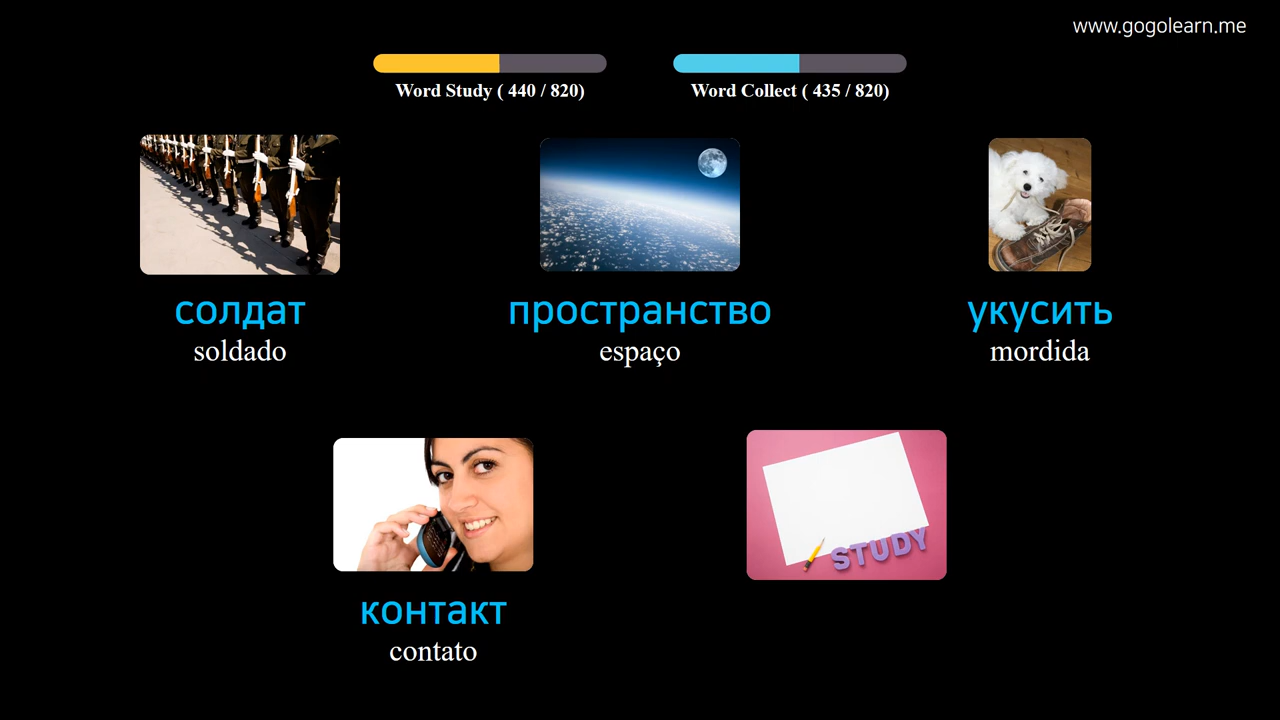 www.gogolearn.me
Word Study ( 440 / 820)
Word Collect ( 435 / 820)
солдат
soldado
пространство
espaço
укусить
mordida
STUDY
контакт
contato